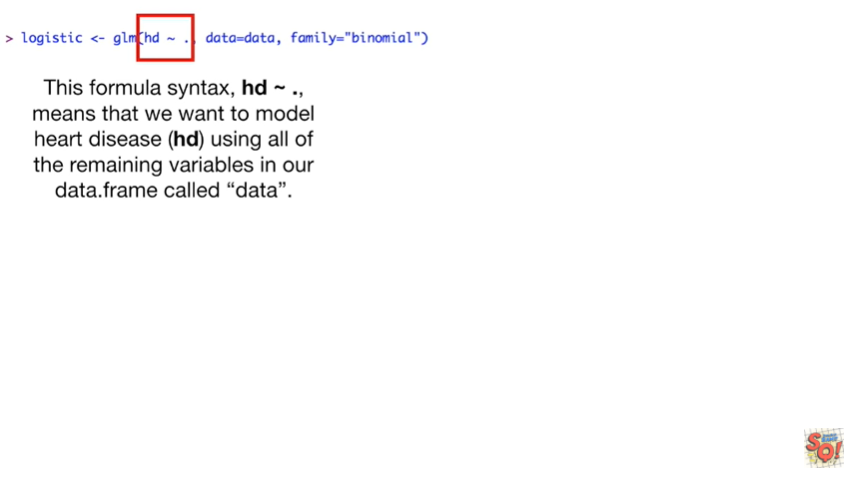 > logistic <- glm(hd ~ ., data=data, family="binomial")
This formula syntax, hd ~ .,
means that we want to model
heart disease (hd) using all of
the remaining variables in our
data.frame called “data”.
SQ!